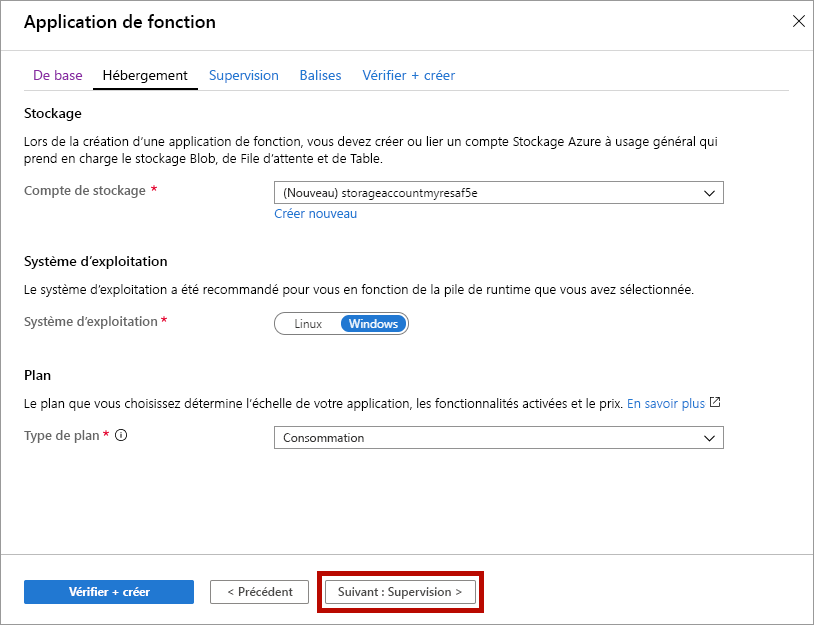 Application de fonction
De base Hébergement Supervision Balises Vérifier + créer
Stockage
Lors de la création d’une application de fonction, vous devez créer ou lier un compte Stockage Azure à usage général qui
prend en charge le stockage Blob, de File d’attente et de Table.
Compte de stockage *
(Nouveau) storageaccountmyresaf5e
Créer nouveau
Système d’exploitation
Le système d’exploitation a été recommandé pour vous en fonction de la pile de runtime que vous avez sélectionnée.
Système d’exploitation *
Linux Windows
Plan
Le plan que vous choisissez détermine l’échelle de votre application, les fonctionnalités activées et le prix. En savoir plus
Type de plan *
Consommation
Vérifier + créer
< Précédent
Suivant : Supervision >